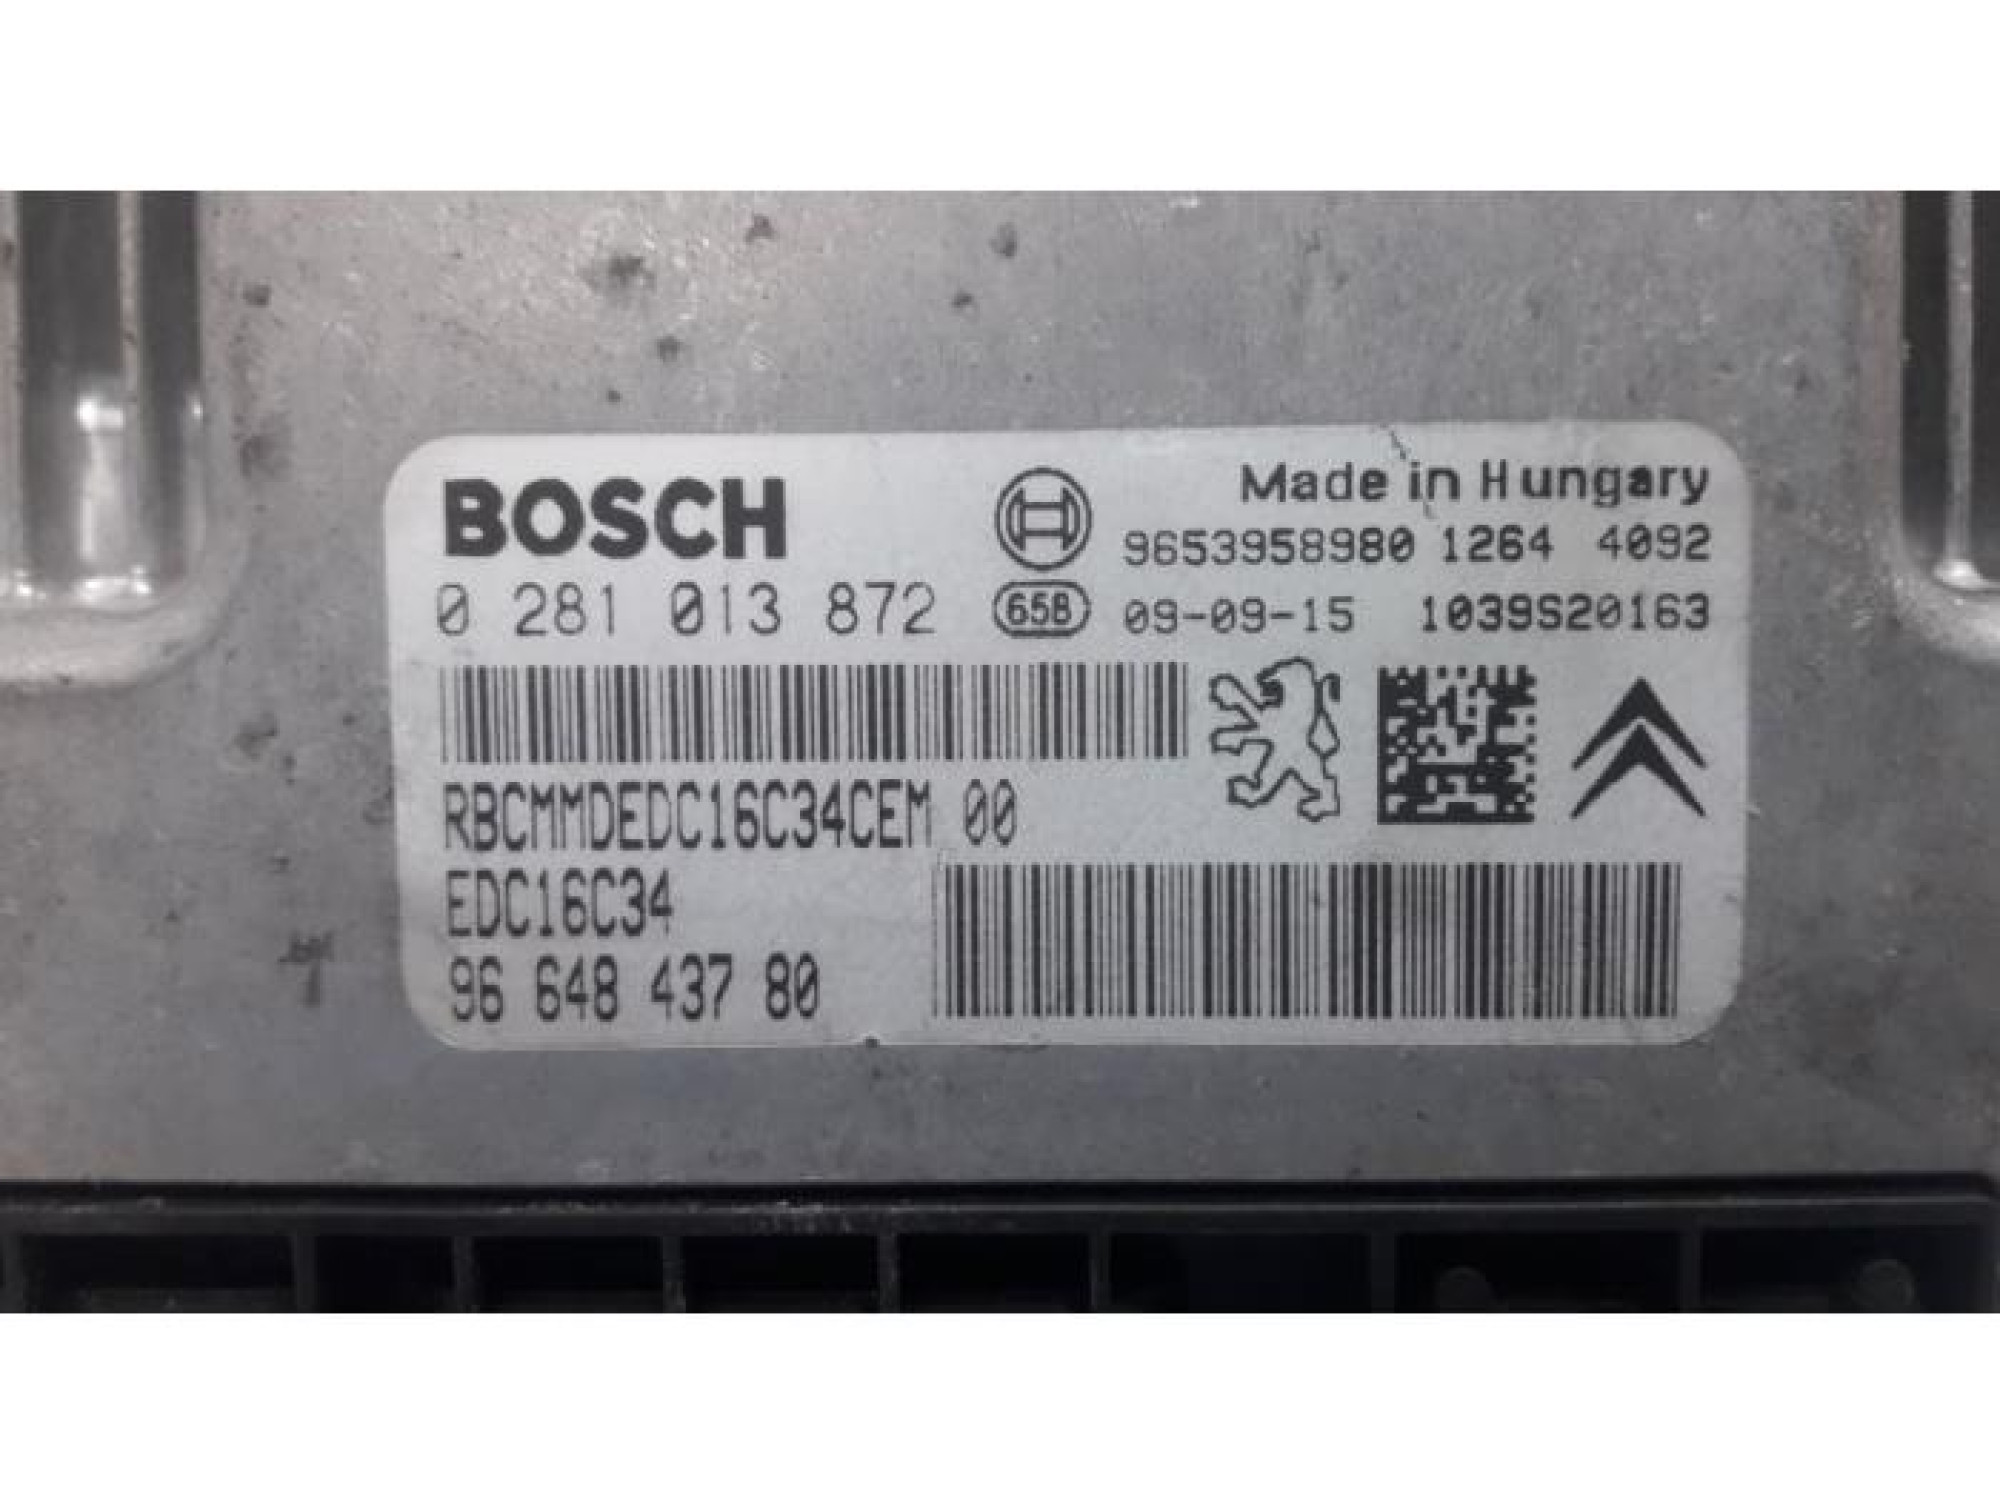 BOSCH
Made in Hungary
9653958980 1264 4092
0 281 013 872 65B 09-09-15 1039S20163
RBCMMDEDC16C34CEM 00
EDC16C34
96 648 437 80